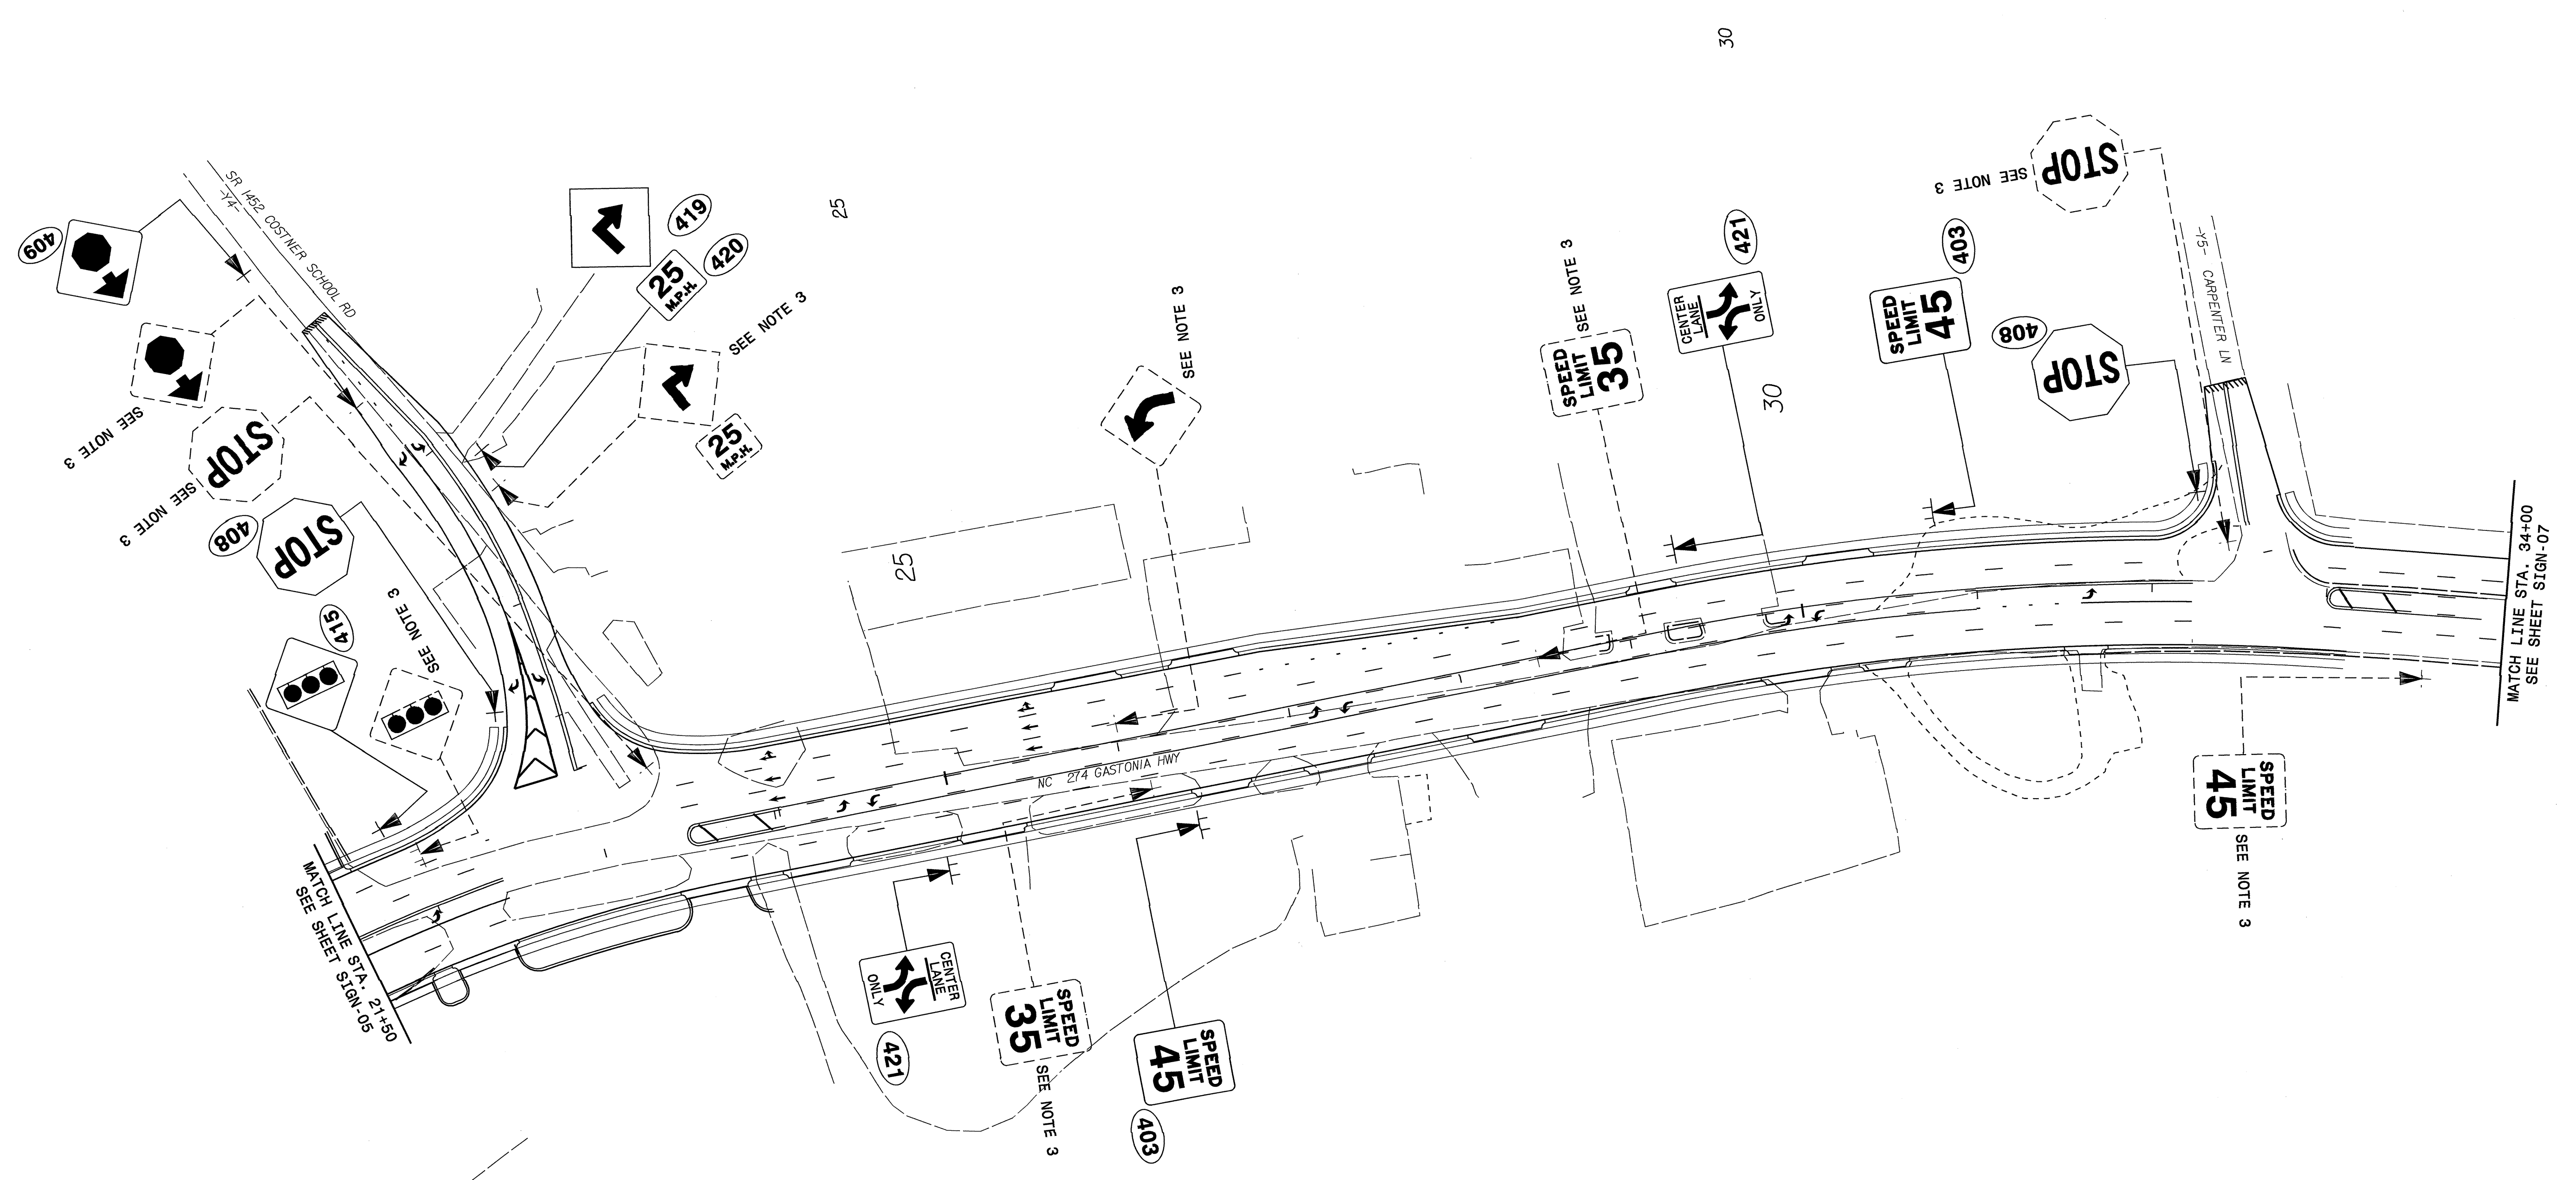 30
SR 1452 COSTNER SCHOOL RD
-Y4-
409
SEE NOTE 3
STOP
SEE NOTE 3
STOP
408
415
SEE NOTE 3
419
25
M.P.H.
420
SEE NOTE 3
25
M.P.H.
25
25
SEE NOTE 3
SEE NOTE 3
SPEED
LIMIT
35
421
CENTER
LANE
ONLY
30
403
SPEED
LIMIT
45
STOP
SEE NOTE 3
408
STOP
-Y5- CARPENTER LN
MATCH LINE STA. 34+00
SEE SHEET SIGN-07
NC 274 GASTONIA HWY
MATCH LINE STA. 21+50
SEE SHEET SIGN-05
CENTER
LANE
ONLY
421
SPEED
LIMIT
35
SEE NOTE 3
SPEED
LIMIT
45
403
SPEED
LIMIT
45
SEE NOTE 3